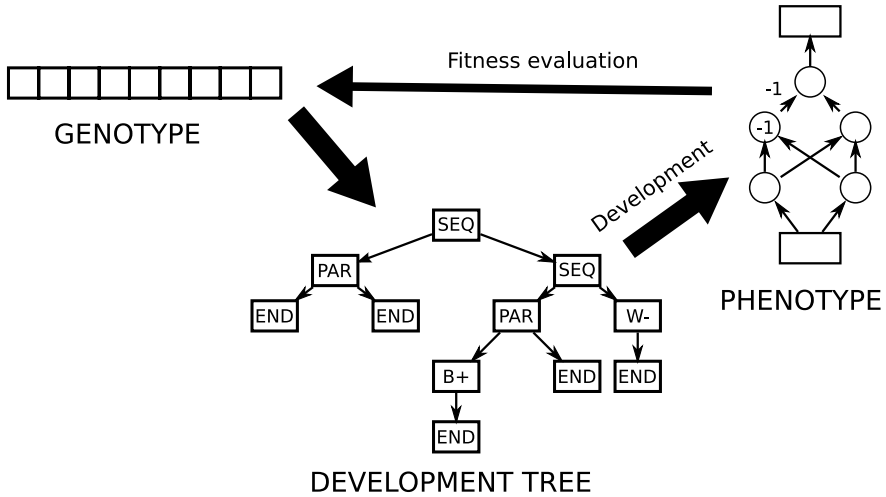 Fitness evaluation
-1
GENOTYPE
-1
Development
SEQ
PAR
SEQ
PHENOTYPE
END
END
PAR
W-
B+
END
END
END
DEVELOPMENT TREE